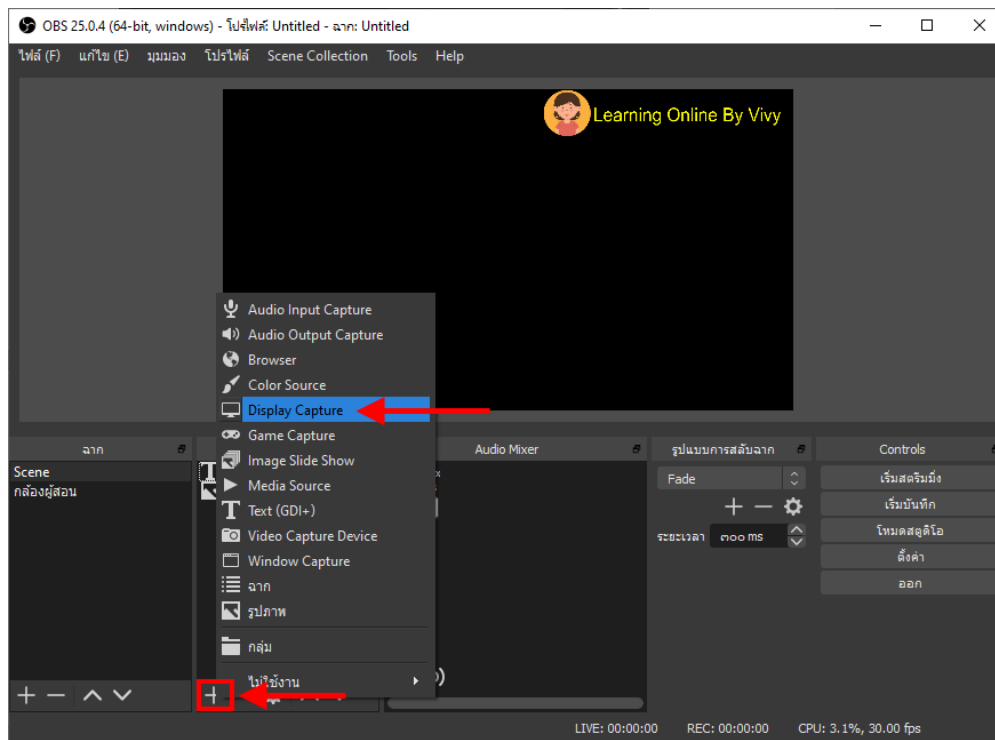 OBS 25.0.4 (64-bit, windows) - โปรไฟล์: Untitled - ฉาก: Untitled
ไฟล์ (F) แก้ไข (E) มุมมอง โปรไฟล์ Scene Collection Tools Help
Learning Online By Vivy
Audio Input Capture
Audio Output Capture
Browser
Color Source
Display Capture
Game Capture
Image Slide Show
Media Source
Text (GDI+)
Video Capture Device
Window Capture
ฉาก
รูปภาพ
กลุ่ม
ไม่ใช้งาน
ฉาก
Scene
กล้องผู้สอน
Audio Mixer
รูปแบบการสลับฉาก
Fade
ระยะเวลา ๓๐๐ ms
Controls
เริ่มสตรีมมิ่ง
เริ่มบันทึก
โหมดสตูดิโอ
ตั้งค่า
ออก
LIVE: 00:00:00 REC: 00:00:00 CPU: 3.1%, 30.00 fps